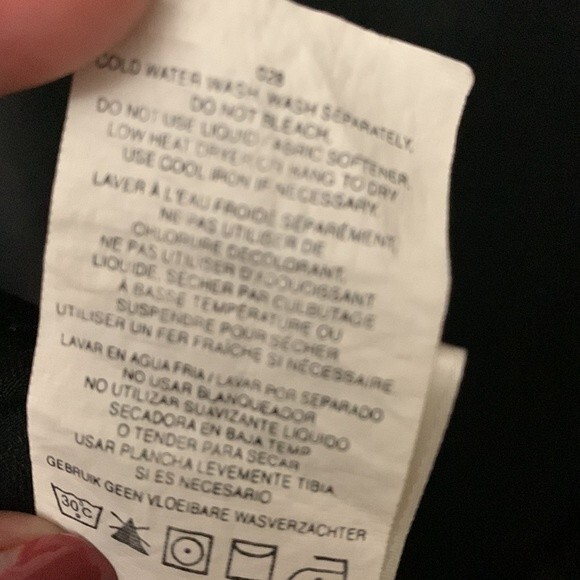 028
COLD WATER WASH, WASH SEPARATELY,
DO NOT BLEACH,
DO NOT USE LIQUID FABRIC SOFTENER,
LOW HEAT DRYER OR HANG TO DRY
USE COOL IRON IF NECESSARY.
LAVER À L'EAU FROIDE SÉPARÉMENT,
NE PAS UTILISER DE
CHLORURE DÉCOLORANT,
NE PAS UTILISER D'ADOUCISSANT
LIQUIDE, SÉCHER PAR CULBUTAGE
À BASSE TEMPÉRATURE OU
SUSPENDRE POUR SÉCHER
UTILISER UN FER FRAÎCHE SI NÉCESSAIRE.
LAVAR EN AGUA FRIA / LAVAR POR SEPARADO
NO USAR BLANQUEADOR
NO UTILIZAR SUAVIZANTE LIQUIDO
SECADORA EN BAJA TEMP
O TENDER PARA SECAR
USAR PLANCHA LEVEMENTE TIBIA
SI ES NECESARIO
GEBRUIK GEEN VLOEIBARE WASVERZACHTER
30°C